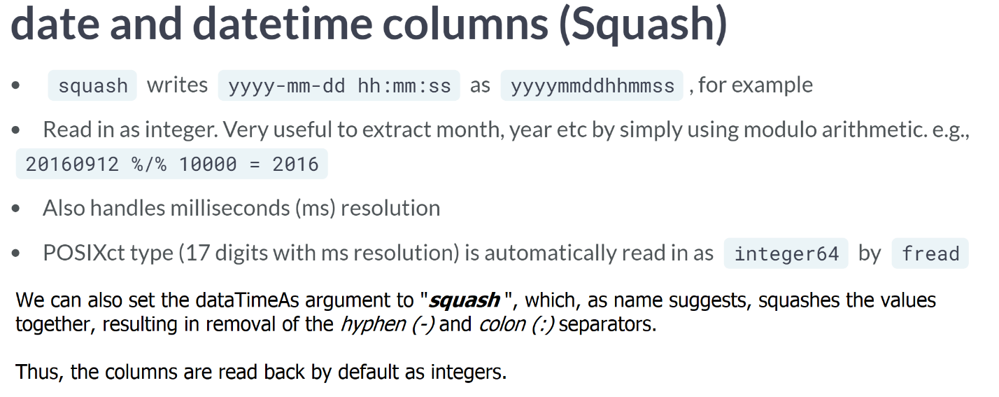 date and datetime columns (Squash)
• squash writes yyyy-mm-dd hh:mm:ss as yyyymmddhhmmss , for example
• Read in as integer. Very useful to extract month, year etc by simply using modulo arithmetic. e.g.,
20160912 %/% 10000 = 2016
• Also handles milliseconds (ms) resolution
• POSIXct type (17 digits with ms resolution) is automatically read in as integer64 by fread
We can also set the dataTimeAs argument to "squash ", which, as name suggests, squashes the values
together, resulting in removal of the hyphen (-) and colon (:) separators.
Thus, the columns are read back by default as integers.